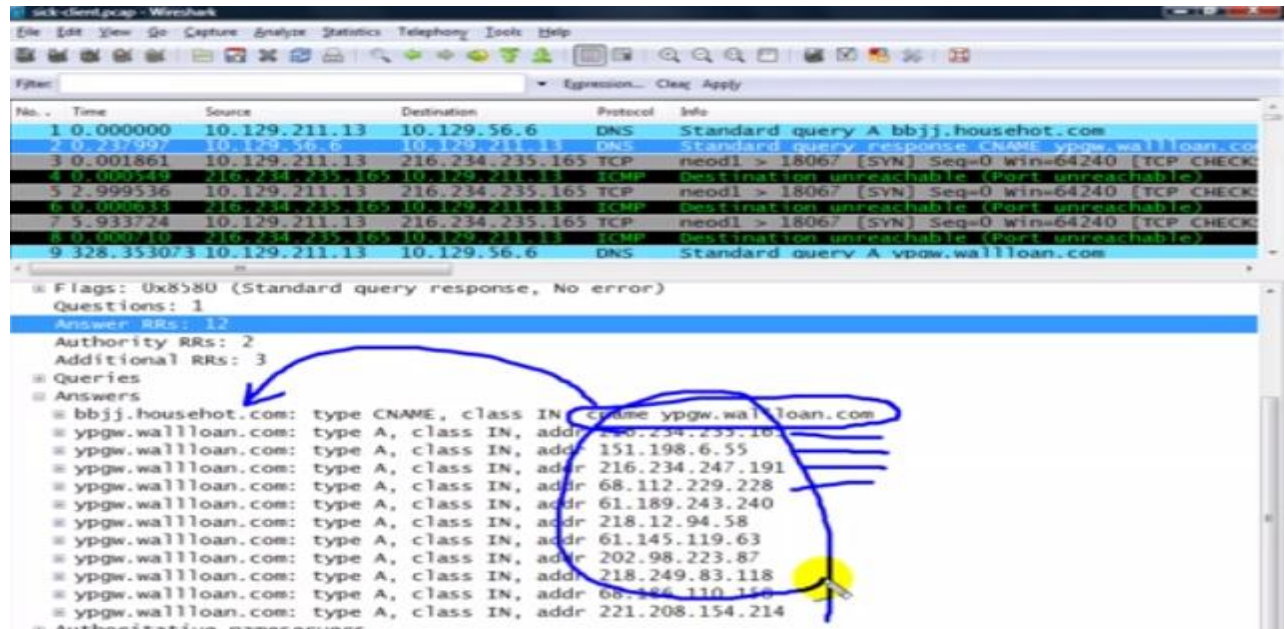 sick-client.pcap - Wireshark
File Edit View Go Capture Analyze Statistics Telephony Tools Help
Filter: Expression... Clear Apply
No. . Time Source Destination Protocol Info
1 0.000000 10.129.211.13 10.129.56.6 DNS Standard query A bbjj.househot.com
2 0.237997 10.129.56.6 10.129.211.13 DNS Standard query response CNAME ypgw.wallloan.co
3 0.001861 10.129.211.13 216.234.235.165 TCP neod1 > 18067 [SYN] Seq=0 Win=64240 [TCP CHECK
4 0.000549 216.234.235.165 10.129.211.13 ICMP Destination unreachable (Port unreachable)
5 2.999536 10.129.211.13 216.234.235.165 TCP neod1 > 18067 [SYN] Seq=0 Win=64240 [TCP CHECK
6 0.000633 216.234.235.165 10.129.211.13 ICMP Destination unreachable (Port unreachable)
7 5.933724 10.129.211.13 216.234.235.165 TCP neod1 > 18067 [SYN] Seq=0 Win=64240 [TCP CHECK
8 0.000710 216.234.235.165 10.129.211.13 ICMP Destination unreachable (Port unreachable)
9 328.353073 10.129.211.13 10.129.56.6 DNS Standard query A ypgw.wallloan.com
Flags: 0x8580 (Standard query response, No error)
Questions: 1
Answer RRs: 12
Authority RRs: 2
Additional RRs: 3
Queries
Answers
bbjj.househot.com: type CNAME, class IN, cname ypgw.wallloan.com
ypgw.wallloan.com: type A, class IN, addr
ypgw.wallloan.com: type A, class IN, addr 151.198.6.55
ypgw.wallloan.com: type A, class IN, addr 216.234.247.191
ypgw.wallloan.com: type A, class IN, addr 68.112.229.228
ypgw.wallloan.com: type A, class IN, addr 61.189.243.240
ypgw.wallloan.com: type A, class IN, addr 218.12.94.58
ypgw.wallloan.com: type A, class IN, addr 61.145.119.63
ypgw.wallloan.com: type A, class IN, addr 202.98.223.87
ypgw.wallloan.com: type A, class IN, addr 218.249.83.118
ypgw.wallloan.com: type A, class IN, addr
ypgw.wallloan.com: type A, class IN, addr 221.208.154.214
Authoritative nameservers